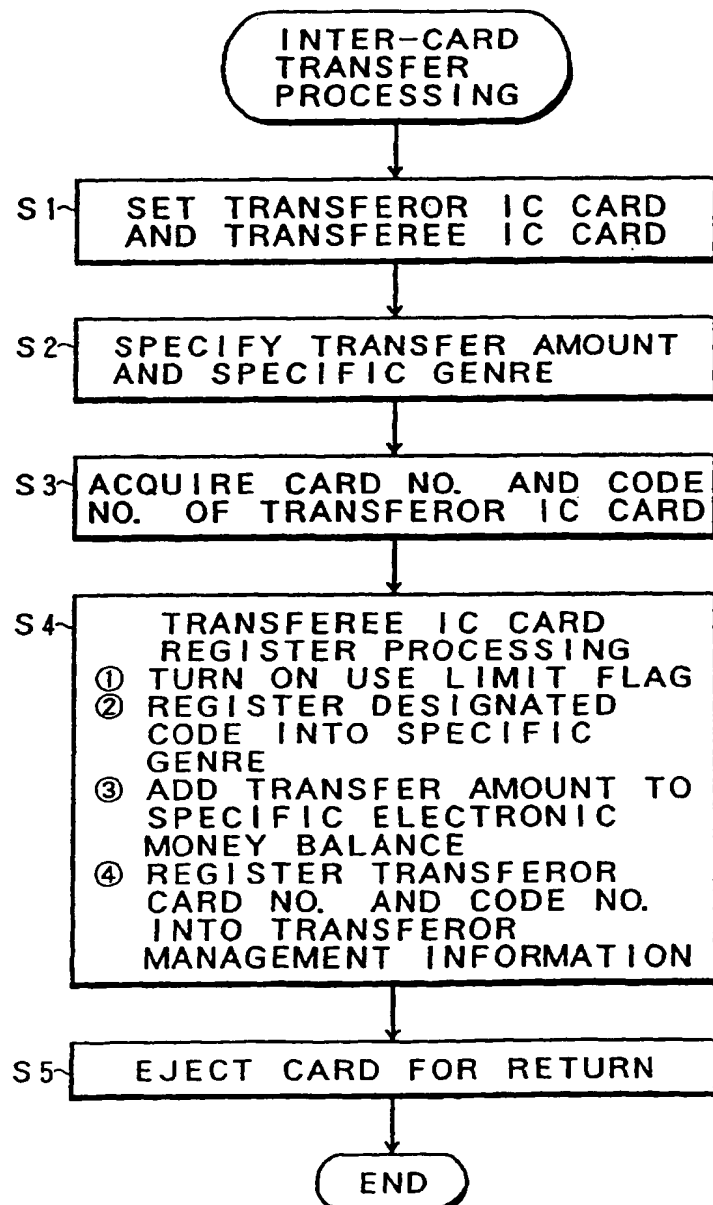 INTER-CARD
TRANSFER
PROCESSING
S1
SET TRANSFEROR IC CARD
AND TRANSFEREE IC CARD
S2
SPECIFY TRANSFER AMOUNT
AND SPECIFIC GENRE
S3
ACQUIRE CARD NO. AND CODE
NO. OF TRANSFEROR IC CARD
S4
TRANSFEREE IC CARD
REGISTER PROCESSING
① TURN ON USE LIMIT FLAG
② REGISTER DESIGNATED
CODE INTO SPECIFIC
GENRE
③ ADD TRANSFER AMOUNT TO
SPECIFIC ELECTRONIC
MONEY BALANCE
④ REGISTER TRANSFEROR
CARD NO. AND CODE NO.
INTO TRANSFEROR
MANAGEMENT INFORMATION
S5
EJECT CARD FOR RETURN
END